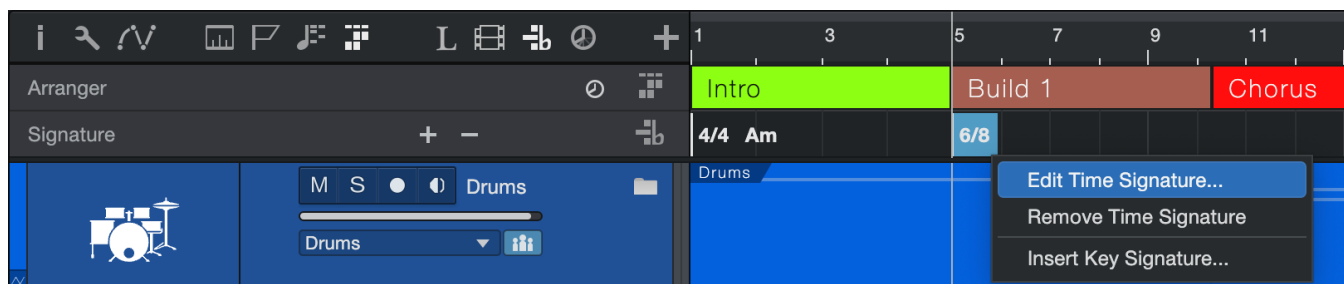 i L + 1 3 5 7 9 11
Arranger Intro Build 1 Chorus
Signature + − 4/4 Am 6/8
M S Drums Drums
Drums
Edit Time Signature...
Remove Time Signature
Insert Key Signature...